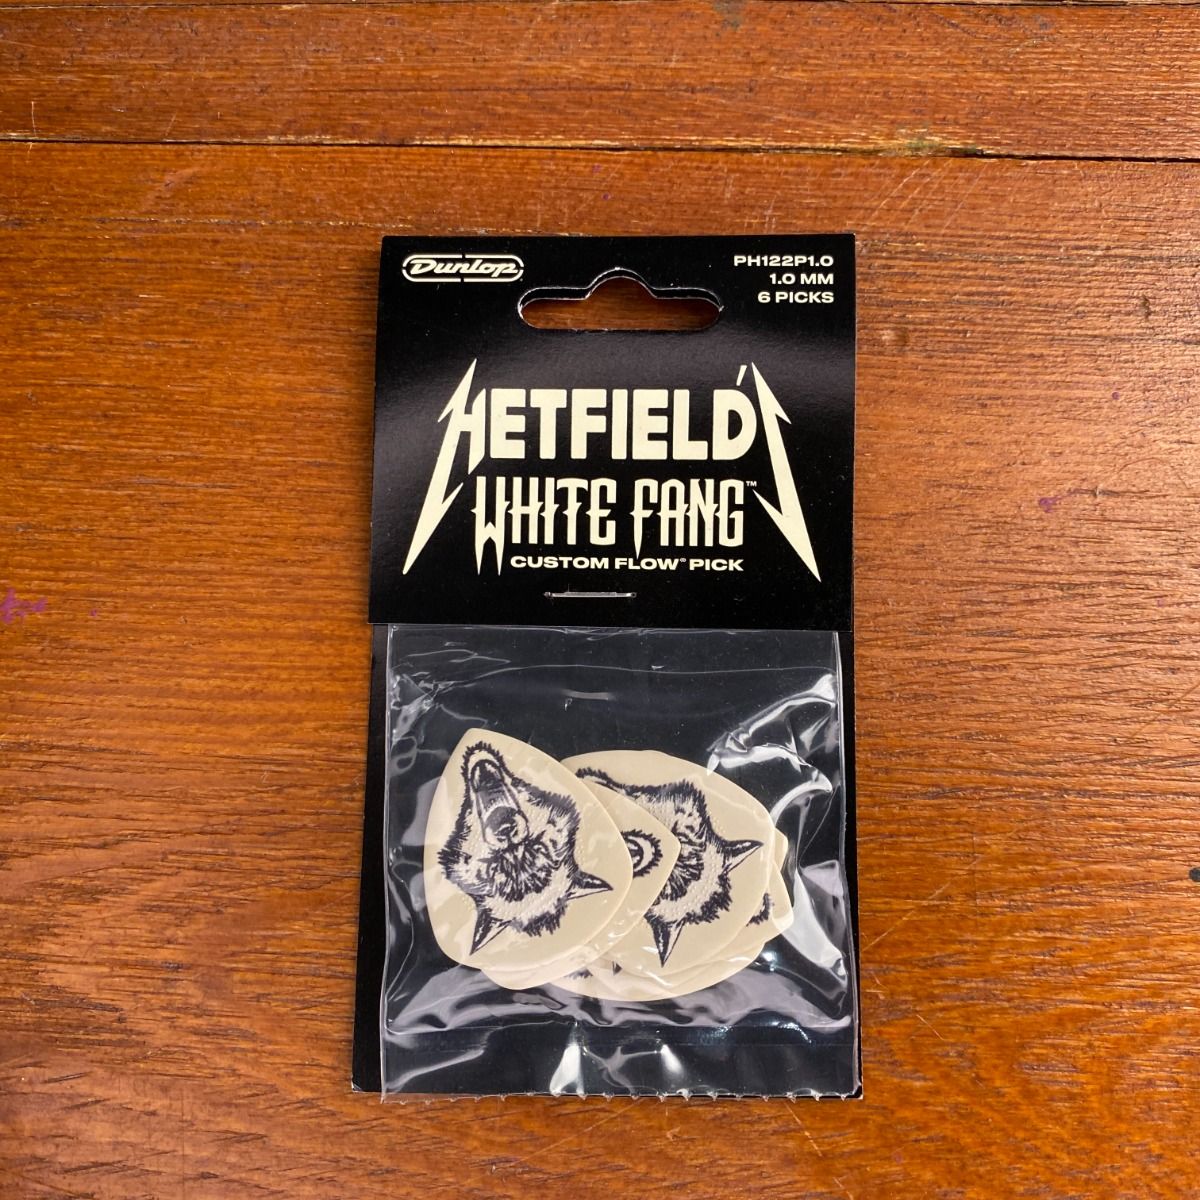 Dunlop
PH122P1.0
1.0 MM
6 PICKS
HETFIELD'S
WHITE FANG™
CUSTOM FLOW® PICK